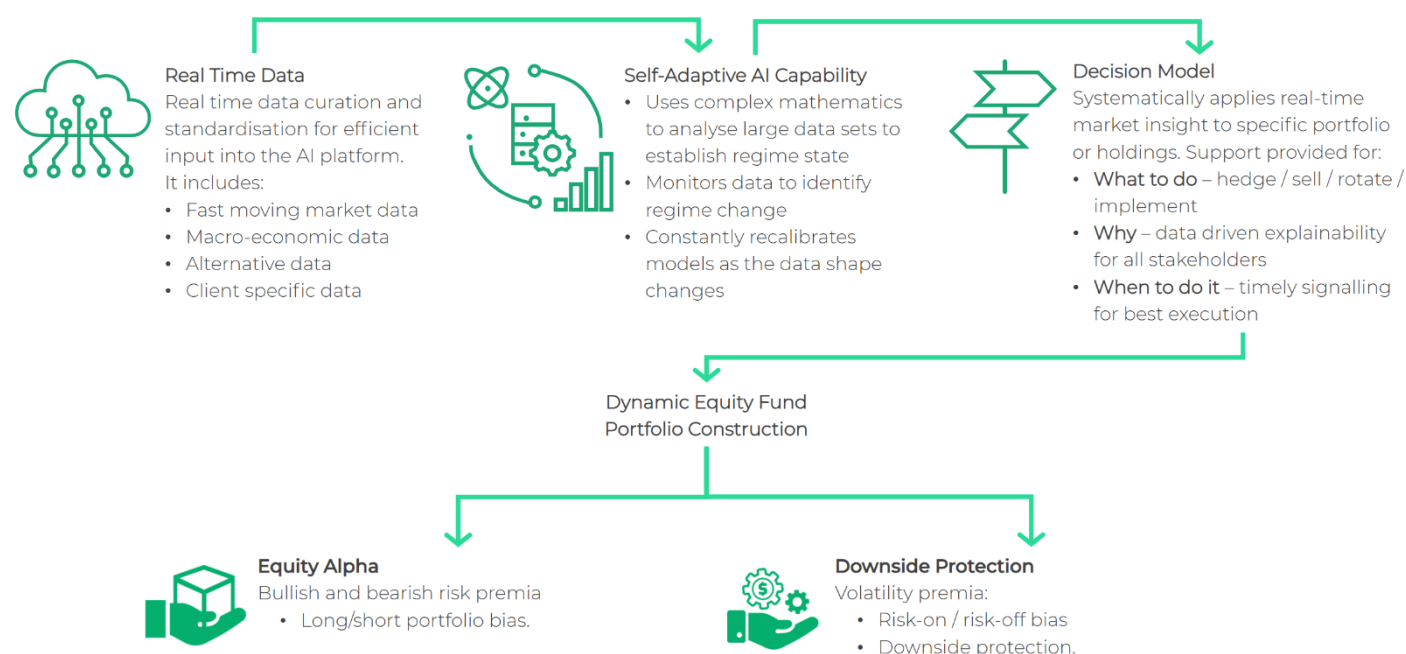 Real Time Data
Real time data curation and
standardisation for efficient
input into the AI platform.
It includes:
• Fast moving market data
• Macro-economic data
• Alternative data
• Client specific data
Self-Adaptive AI Capability
• Uses complex mathematics
to analyse large data sets to
establish regime state
• Monitors data to identify
regime change
• Constantly recalibrates
models as the data shape
changes
Decision Model
Systematically applies real-time
market insight to specific portfolio
or holdings. Support provided for:
• What to do – hedge / sell / rotate /
implement
• Why – data driven explainability
for all stakeholders
• When to do it – timely signalling
for best execution
Dynamic Equity Fund
Portfolio Construction
Equity Alpha
Bullish and bearish risk premia
• Long/short portfolio bias.
$
Downside Protection
Volatility premia:
• Risk-on / risk-off bias
• Downside protection.